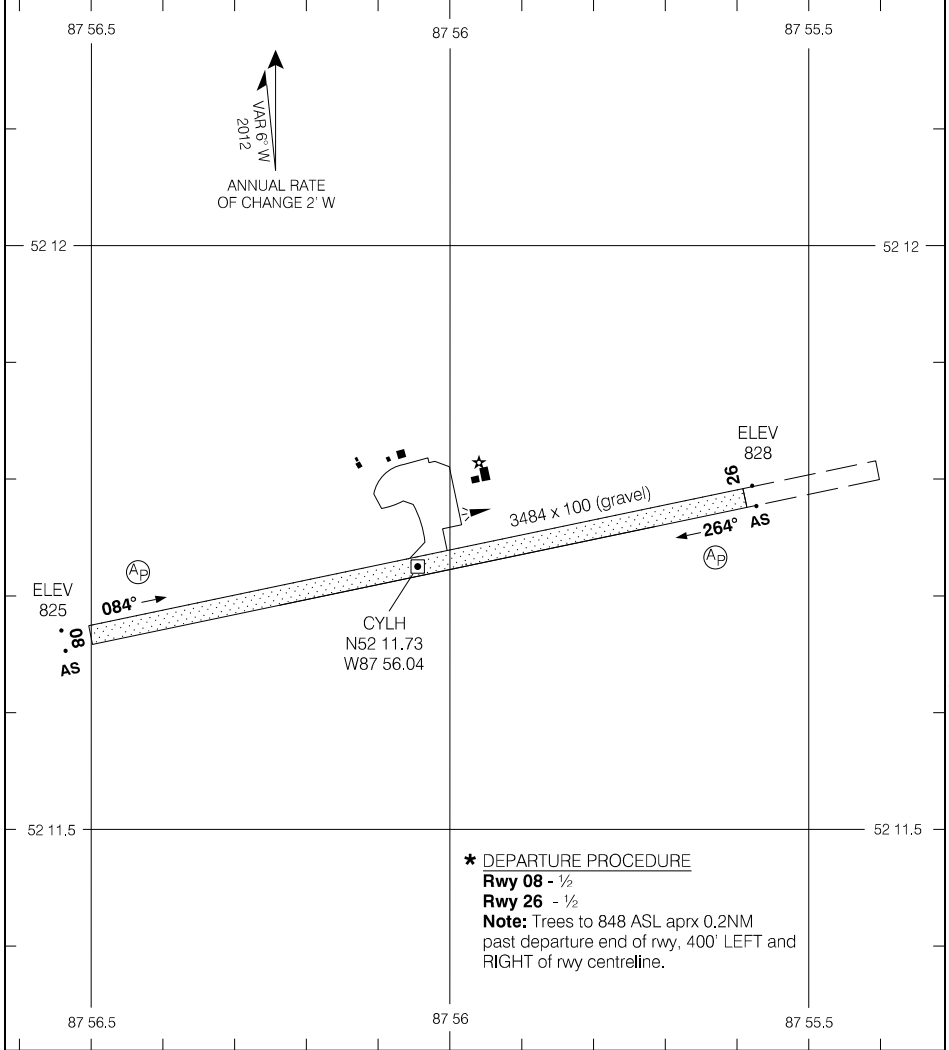 87 56.5
87 56
87 55.5
VAR 6° W
2012
ANNUAL RATE
OF CHANGE 2' W
52 12
52 12
ELEV
828
26
3484 x 100 (gravel)
264°
AS
AP
AP
ELEV
825
084°
08
AS
CYLH
N52 11.73
W87 56.04
52 11.5
52 11.5
* DEPARTURE PROCEDURE
Rwy 08 - ½
Rwy 26 - ½
Note: Trees to 848 ASL aprx 0.2NM
past departure end of rwy, 400' LEFT and
RIGHT of rwy centreline.
87 56.5
87 56
87 55.5